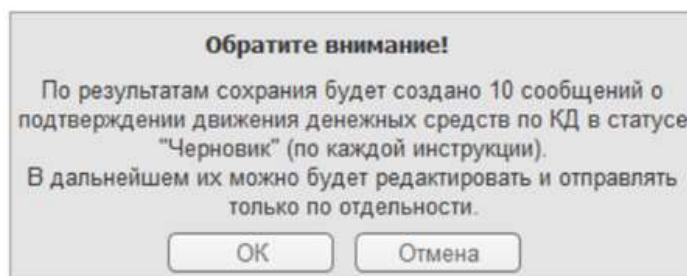 Обратите внимание!
По результатам сохрания будет создано 10 сообщений о
подтверждении движения денежных средств по КД в статусе
"Черновик" (по каждой инструкции).
В дальнейшем их можно будет редактировать и отправлять
только по отдельности.
ОК
Отмена